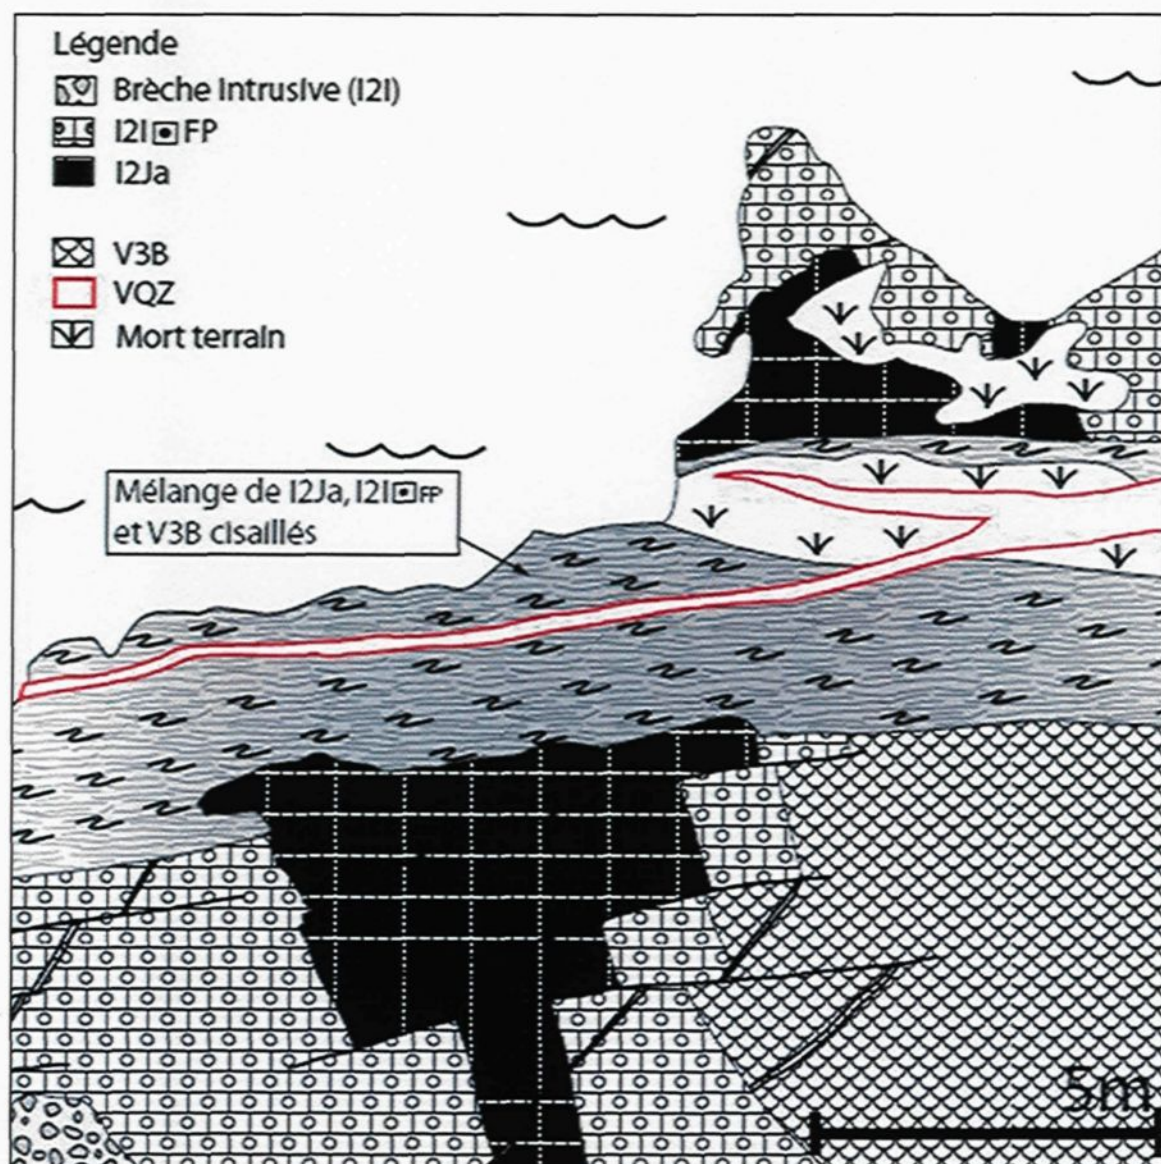 Légende
Brèche Intrusive (I2I)
I2I FP
I2Ja
V3B
VQZ
Mort terrain
Mélange de I2Ja, I2I FP
et V3B cisaillés
5m